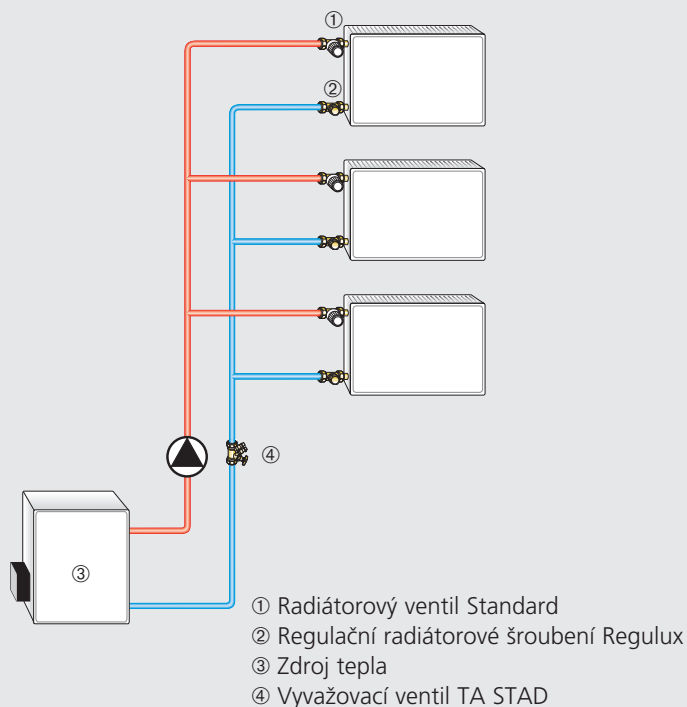 ①
②
③
④
① Radiátorový ventil Standard
② Regulační radiátorové šroubení Regulux
③ Zdroj tepla
④ Vyvažovací ventil TA STAD